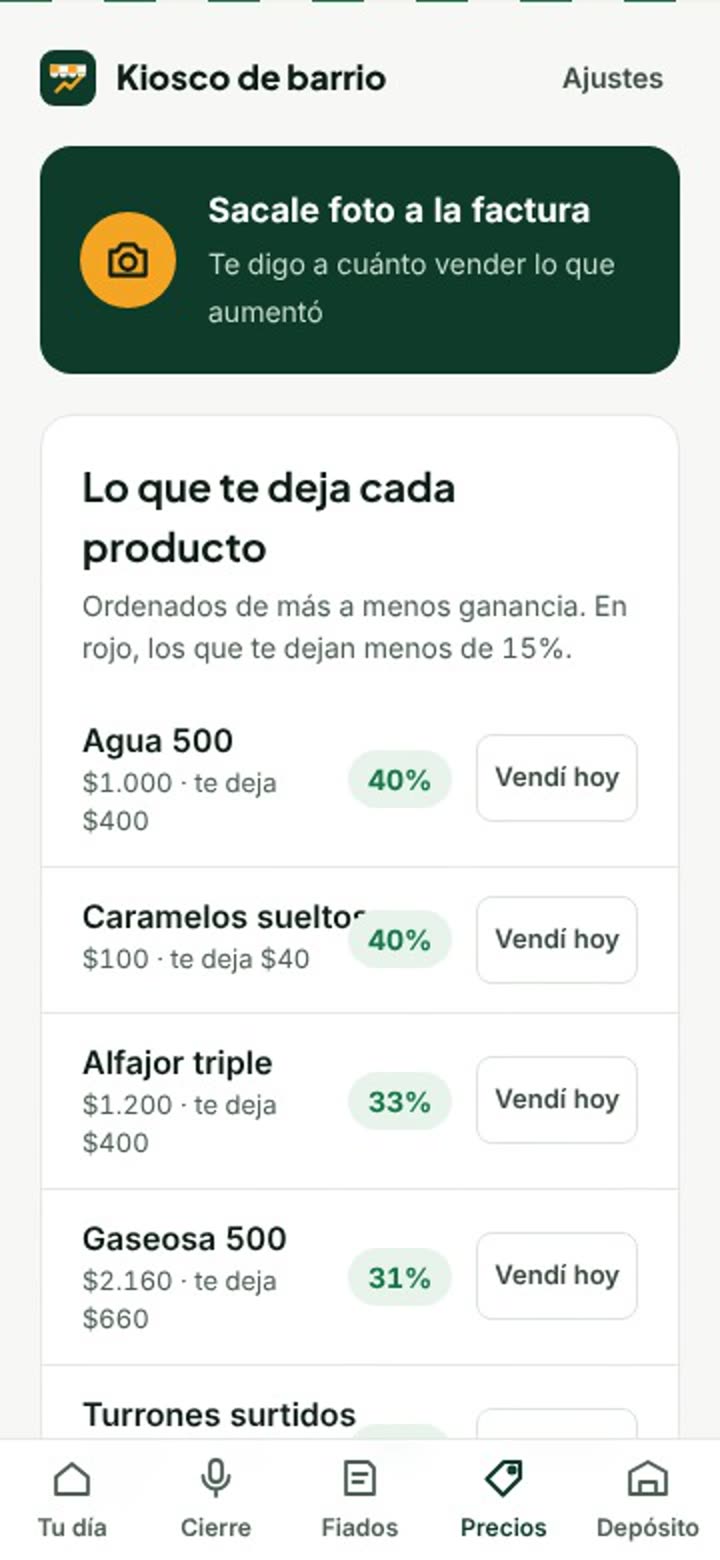 Kiosco de barrio
Ajustes
Sacale foto a la factura
Te digo a cuánto vender lo que
aumentó
Lo que te deja cada
producto
Ordenados de más a menos ganancia. En
rojo, los que te dejan menos de 15%.
Agua 500
$1.000 · te deja
$400
40%
Vendí hoy
Caramelos sueltos
$100 · te deja $40
40%
Vendí hoy
Alfajor triple
$1.200 · te deja
$400
33%
Vendí hoy
Gaseosa 500
$2.160 · te deja
$660
31%
Vendí hoy
Turrones surtidos
Tu día
Cierre
Fiados
Precios
Depósito